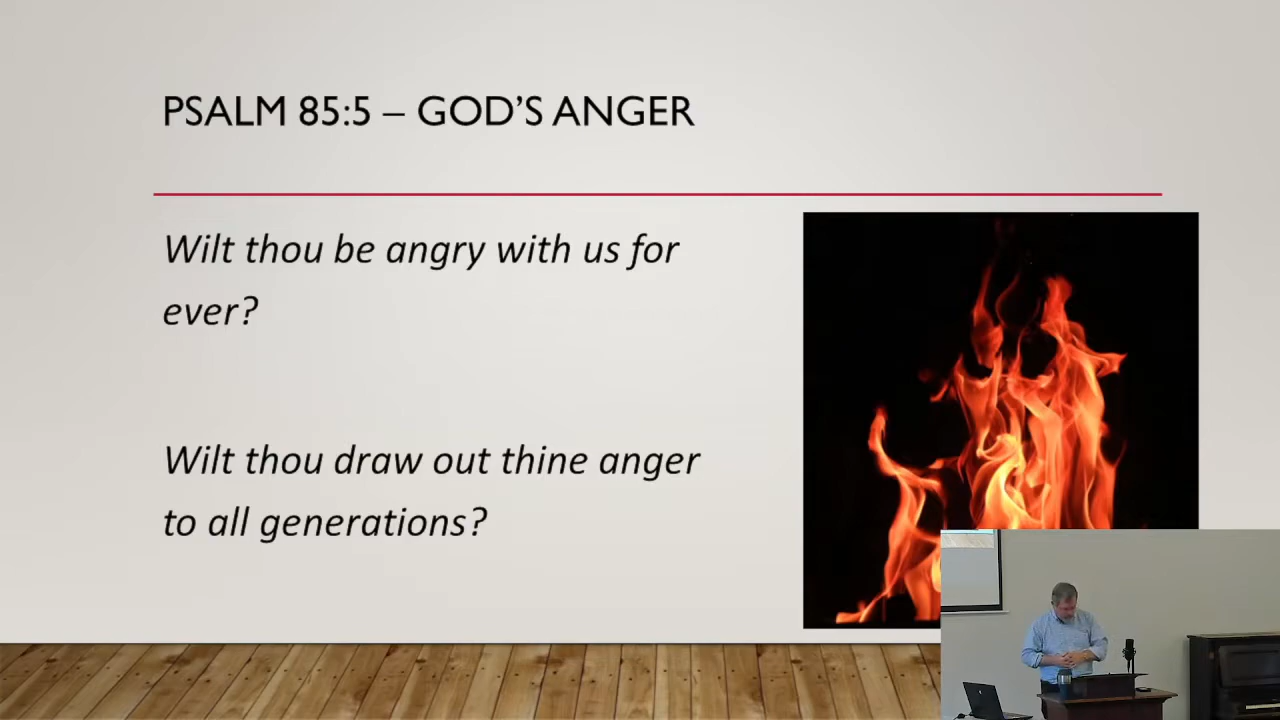 PSALM 85:5 – GOD’S ANGER
Wilt thou be angry with us for
ever?
Wilt thou draw out thine anger
to all generations?